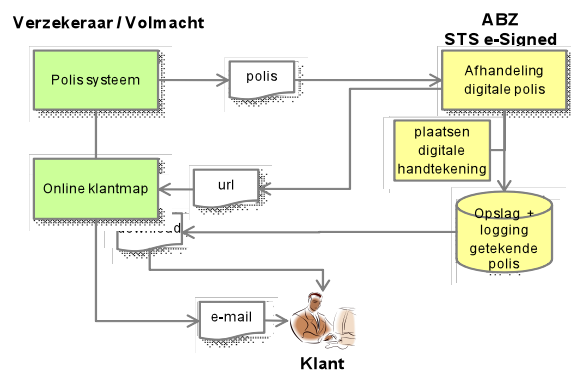 Verzekeraar / Volmacht
ABZ
STS e-Signed
Polis systeem
polis
Afhandeling
digitale polis
plaatsen
digitale
handtekening
Online klantmap
url
Opslag +
logging
getekende
polis
download
e-mail
Klant